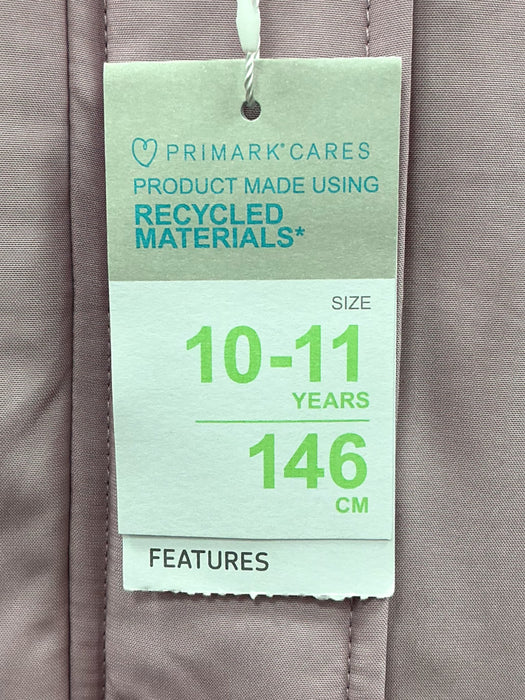 PRIMARK® CARES
PRODUCT MADE USING
RECYCLED
MATERIALS*
SIZE
10-11
YEARS
146
CM
FEATURES